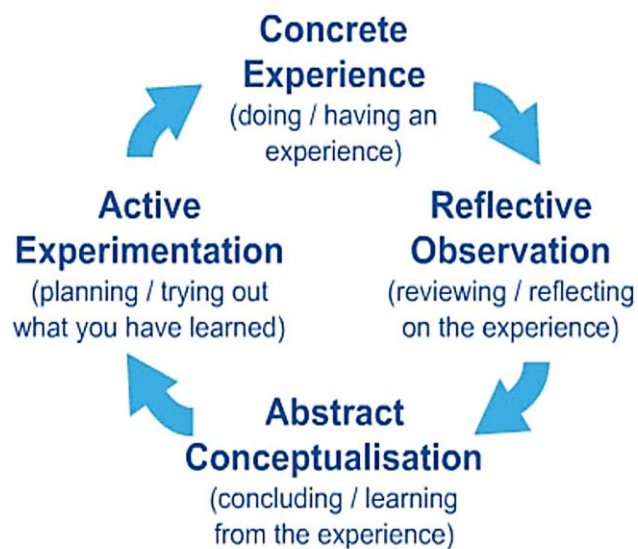 Concrete
Experience
(doing / having an
experience)
Active
Experimentation
(planning / trying out
what you have learned)
Reflective
Observation
(reviewing / reflecting
on the experience)
Abstract
Conceptualisation
(concluding / learning
from the experience)